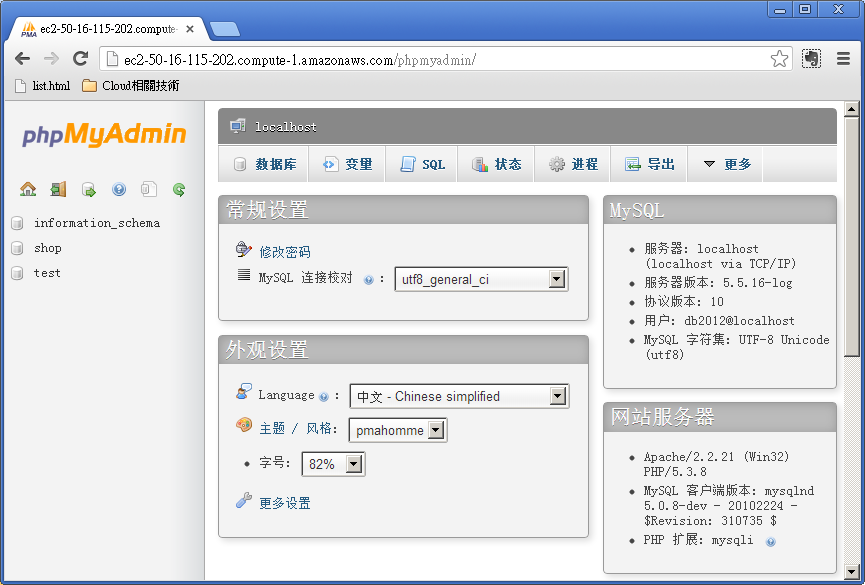 ec2-50-16-115-202.compute-
ec2-50-16-115-202.compute-1.amazonaws.com/phpmyadmin/
list.html Cloud相關技術
phpMyAdmin
information_schema
shop
test
localhost
数据库 变量 SQL 状态 进程 导出 更多
常规设置
修改密码
MySQL 连接校对 : utf8_general_ci
外观设置
Language : 中文 - Chinese simplified
主题 / 风格: pmahomme
字号: 82%
更多设置
MySQL
服务器: localhost
(localhost via TCP/IP)
服务器版本: 5.5.16-log
协议版本: 10
用户: db2012@localhost
MySQL 字符集: UTF-8 Unicode
(utf8)
网站服务器
Apache/2.2.21 (Win32)
PHP/5.3.8
MySQL 客户端版本: mysqlnd
5.0.8-dev - 20102224 -
$Revision: 310735 $
PHP 扩展: mysqli